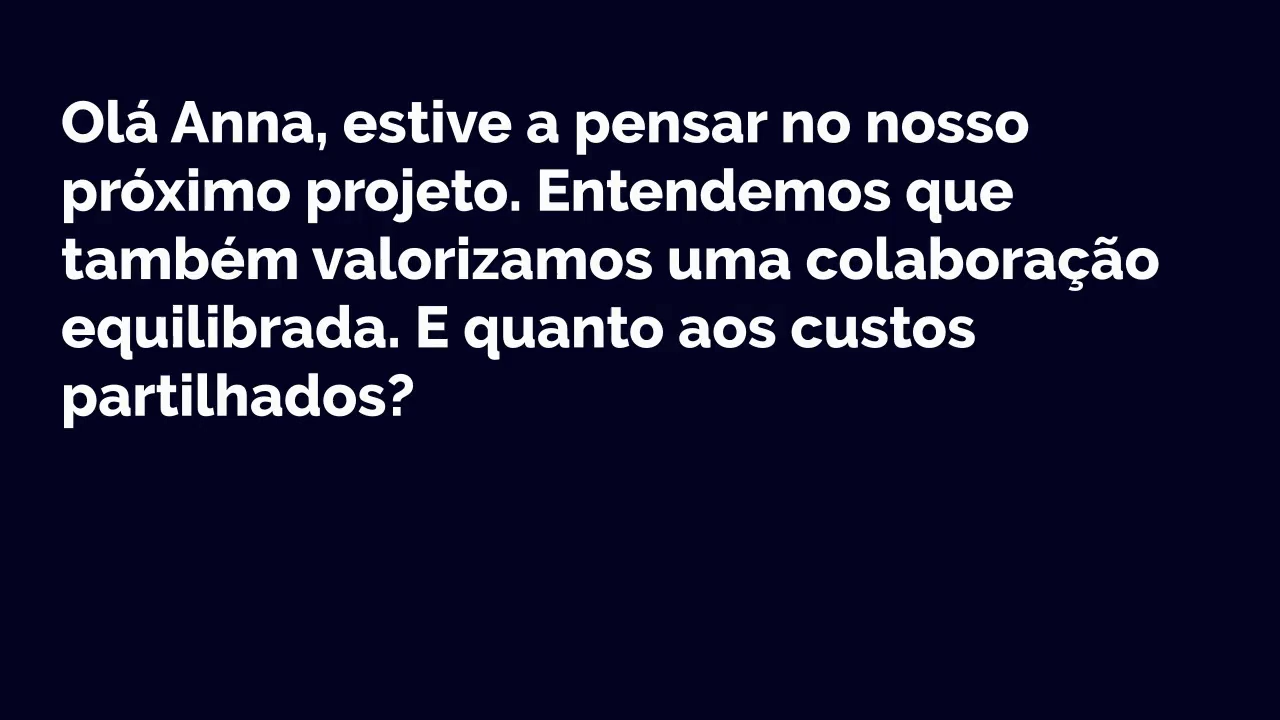 Olá Anna, estive a pensar no nosso
próximo projeto. Entendemos que
também valorizamos uma colaboração
equilibrada. E quanto aos custos
partilhados?